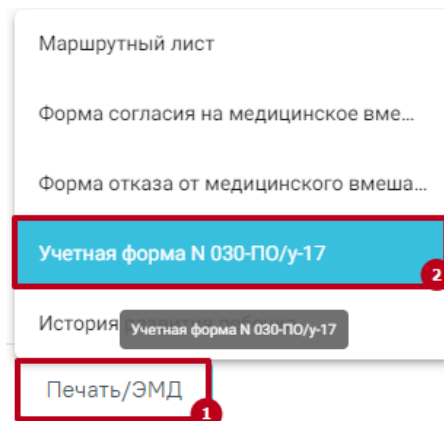 Маршрутный лист
Форма согласия на медицинское вме...
Форма отказа от медицинского вмеша...
Учетная форма N 030-ПО/у-17
2
История
Учетная форма N 030-ПО/у-17
Печать/ЭМД
1